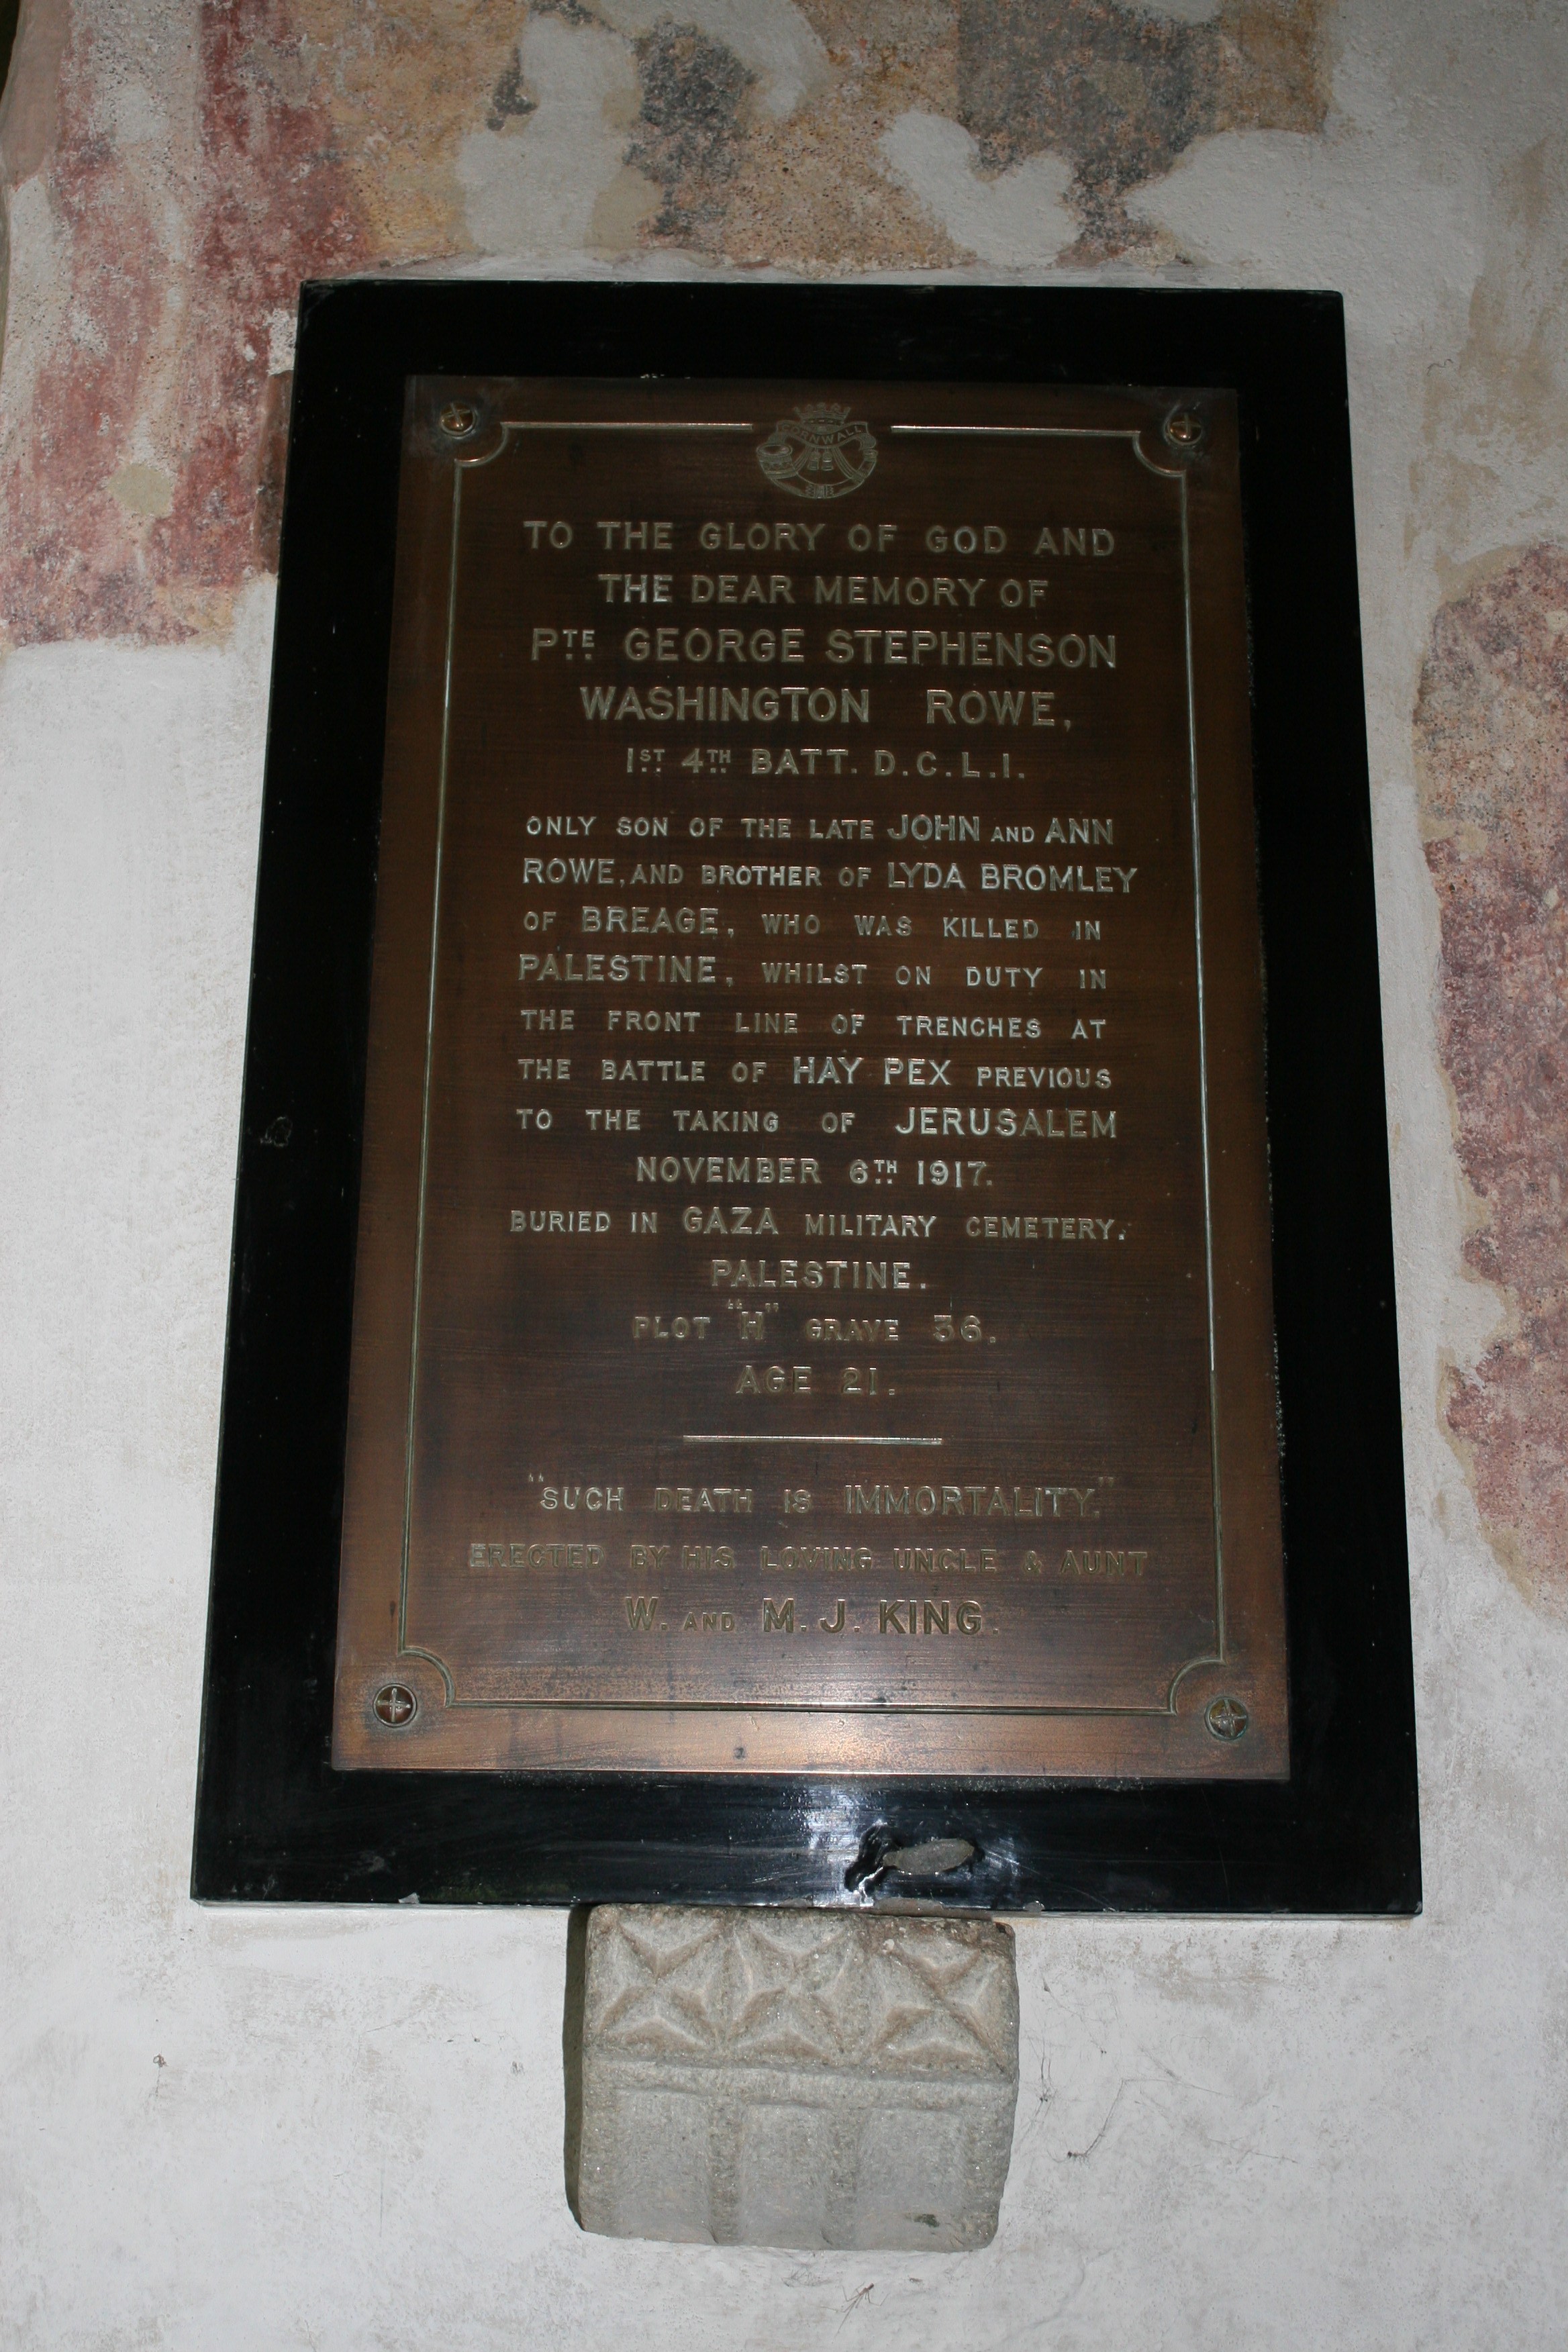 CORNWALL
TO THE GLORY OF GOD AND
THE DEAR MEMORY OF
PTE GEORGE STEPHENSON
WASHINGTON ROWE,
1ST 4TH BATT. D.C.L.I.
ONLY SON OF THE LATE JOHN AND ANN
ROWE, AND BROTHER OF LYDA BROMLEY
OF BREAGE, WHO WAS KILLED IN
PALESTINE, WHILST ON DUTY IN
THE FRONT LINE OF TRENCHES AT
THE BATTLE OF HAY PEX PREVIOUS
TO THE TAKING OF JERUSALEM
NOVEMBER 6TH 1917.
BURIED IN GAZA MILITARY CEMETERY.
PALESTINE.
PLOT "H" GRAVE 36.
AGE 21.
"SUCH DEATH IS IMMORTALITY."
ERECTED BY HIS LOVING UNCLE & AUNT
W. AND M. J. KING.